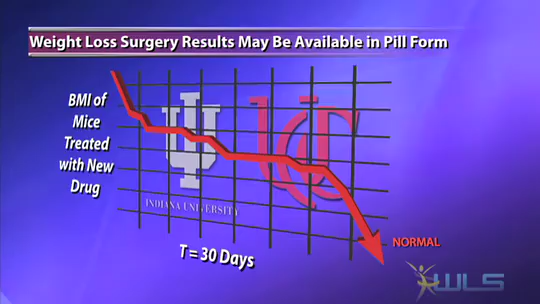 Weight Loss Surgery Results May Be Available in Pill Form
BMI of
Mice
Treated
with New
Drug
INDIANA UNIVERSITY
UC
T = 30 Days
NORMAL
WLS